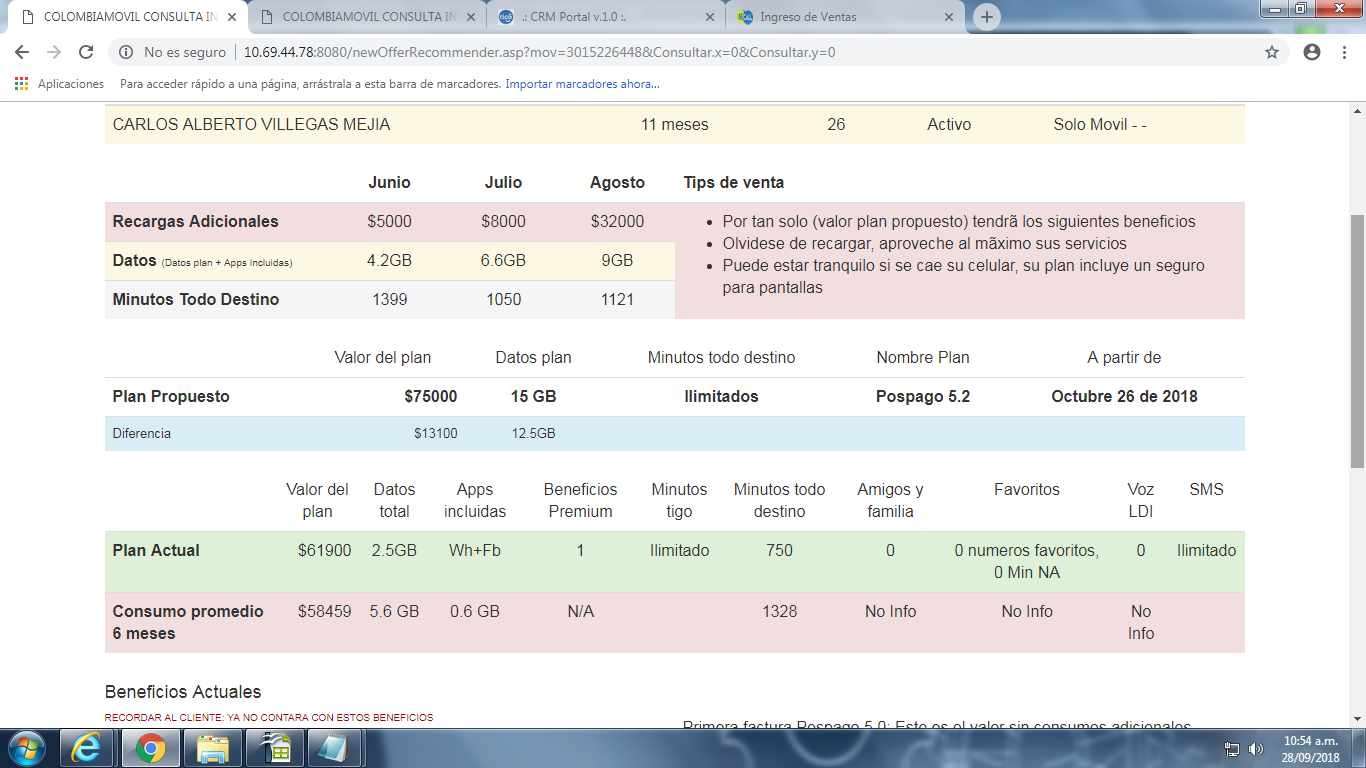 COLOMBIAMOVIL CONSULTA IN
COLOMBIAMOVIL CONSULTA IN
tigo .: CRM Portal v.1.0 :.
Ingreso de Ventas
No es seguro 10.69.44.78:8080/newOfferRecommender.asp?mov=3015226448&Consultar.x=0&Consultar.y=0
Aplicaciones Para acceder rápido a una página, arrástrala a esta barra de marcadores. Importar marcadores ahora...
CARLOS ALBERTO VILLEGAS MEJIA 11 meses 26 Activo Solo Movil - -
Junio Julio Agosto Tips de venta
Recargas Adicionales $5000 $8000 $32000
Datos (Datos plan + Apps Incluidas) 4.2GB 6.6GB 9GB
Minutos Todo Destino 1399 1050 1121
• Por tan solo (valor plan propuesto) tendrã los siguientes beneficios
• Olvidese de recargar, aproveche al mãximo sus servicios
• Puede estar tranquilo si se cae su celular, su plan incluye un seguro
para pantallas
Valor del plan Datos plan Minutos todo destino Nombre Plan A partir de
Plan Propuesto $75000 15 GB Ilimitados Pospago 5.2 Octubre 26 de 2018
Diferencia $13100 12.5GB
Valor del Datos Apps Beneficios Minutos Minutos todo Amigos y Favoritos Voz SMS
plan total incluidas Premium tigo destino familia LDI
Plan Actual $61900 2.5GB Wh+Fb 1 Ilimitado 750 0 0 numeros favoritos, 0 Ilimitado
0 Min NA
Consumo promedio $58459 5.6 GB 0.6 GB N/A 1328 No Info No Info No
6 meses Info
Beneficios Actuales
RECORDAR AL CLIENTE: YA NO CONTARA CON ESTOS BENEFICIOS
Primera factura Pospago 5.0: Este es el valor sin consumos adicionales
10:54 a.m.
28/09/2018